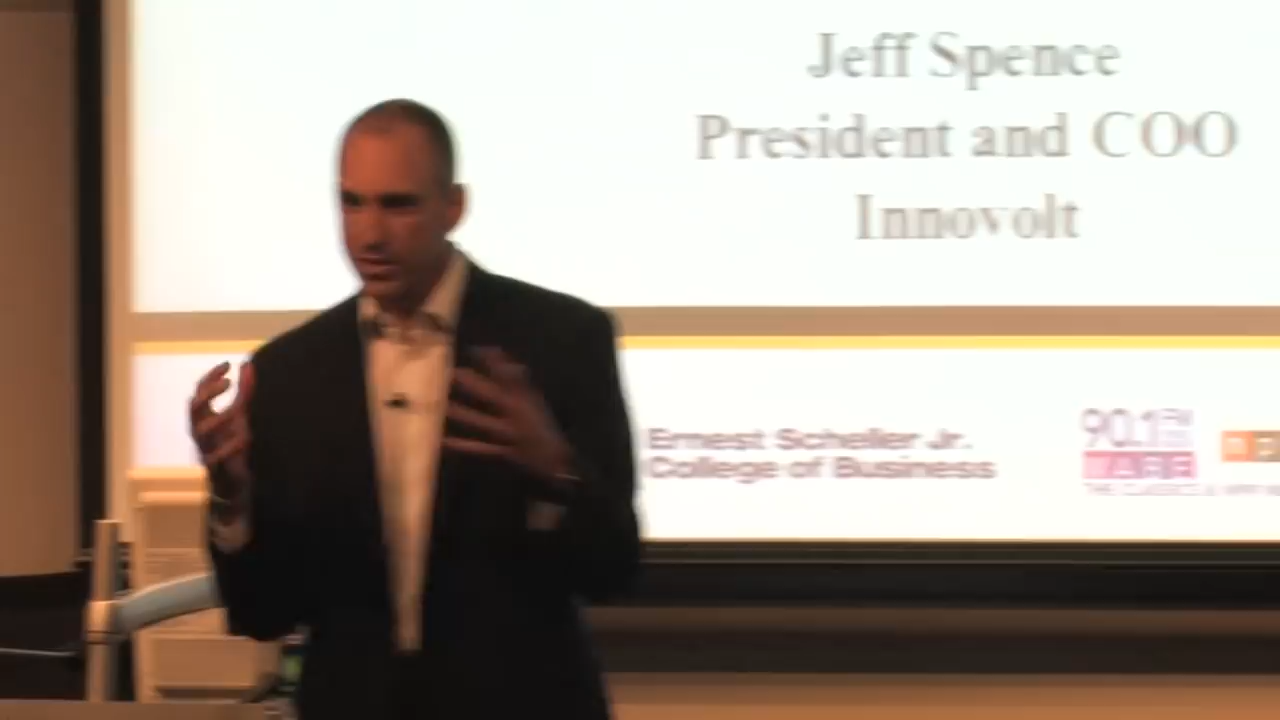 Jeff Spence
President and COO
Innovolt
Ernest Scheller Jr.
College of Business
90.1